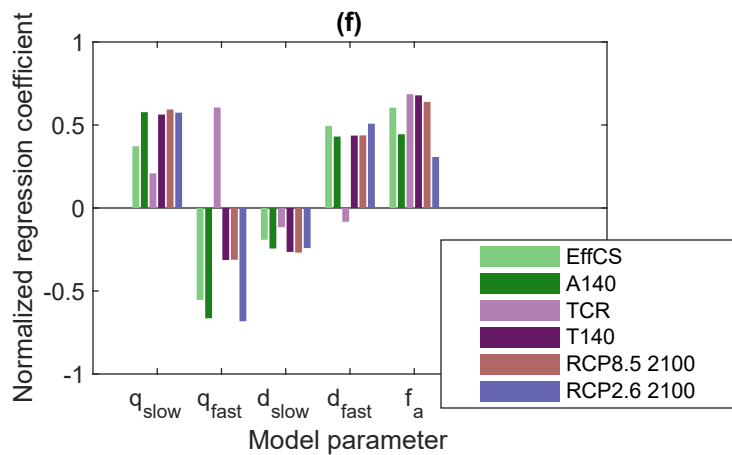 (f)
Normalized regression coefficient
1
0.5
0
-0.5
-1
q_slow q_fast d_slow d_fast f_a
Model parameter
EffCS
A140
TCR
T140
RCP8.5 2100
RCP2.6 2100